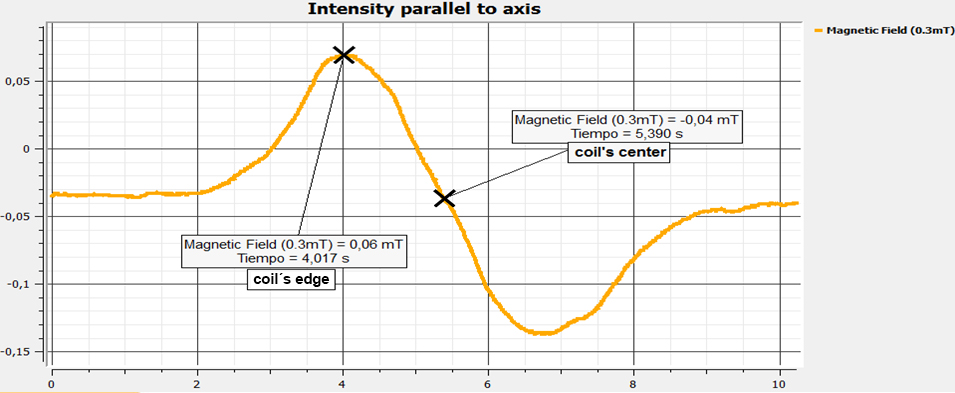 Intensity parallel to axis
Magnetic Field (0.3mT)
0,05
0
-0,05
-0,1
-0,15
Magnetic Field (0.3mT) = -0,04 mT
Tiempo = 5,390 s
coil's center
Magnetic Field (0.3mT) = 0,06 mT
Tiempo = 4,017 s
coil´s edge
0 2 4 6 8 10